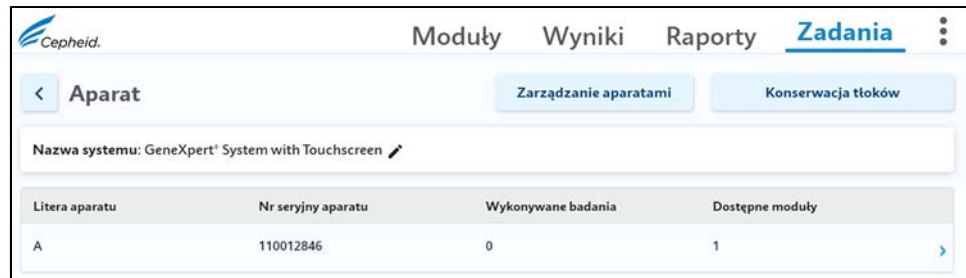 Cepheid. Moduły Wyniki Raporty Zadania
Aparat Zarządzanie aparatami Konserwacja tłoków
Nazwa systemu: GeneXpert® System with Touchscreen
Litera aparatu Nr seryjny aparatu Wykonywane badania Dostępne moduły
A 110012846 0 1